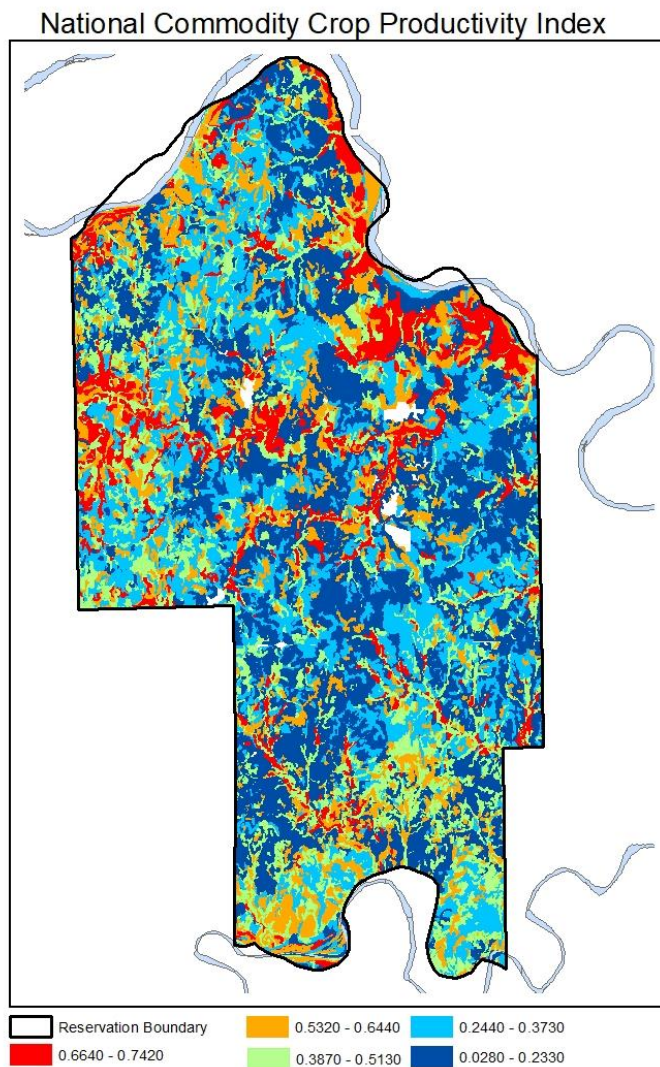 National Commodity Crop Productivity Index
Reservation Boundary 0.5320 - 0.6440 0.2440 - 0.3730
0.6640 - 0.7420 0.3870 - 0.5130 0.0280 - 0.2330